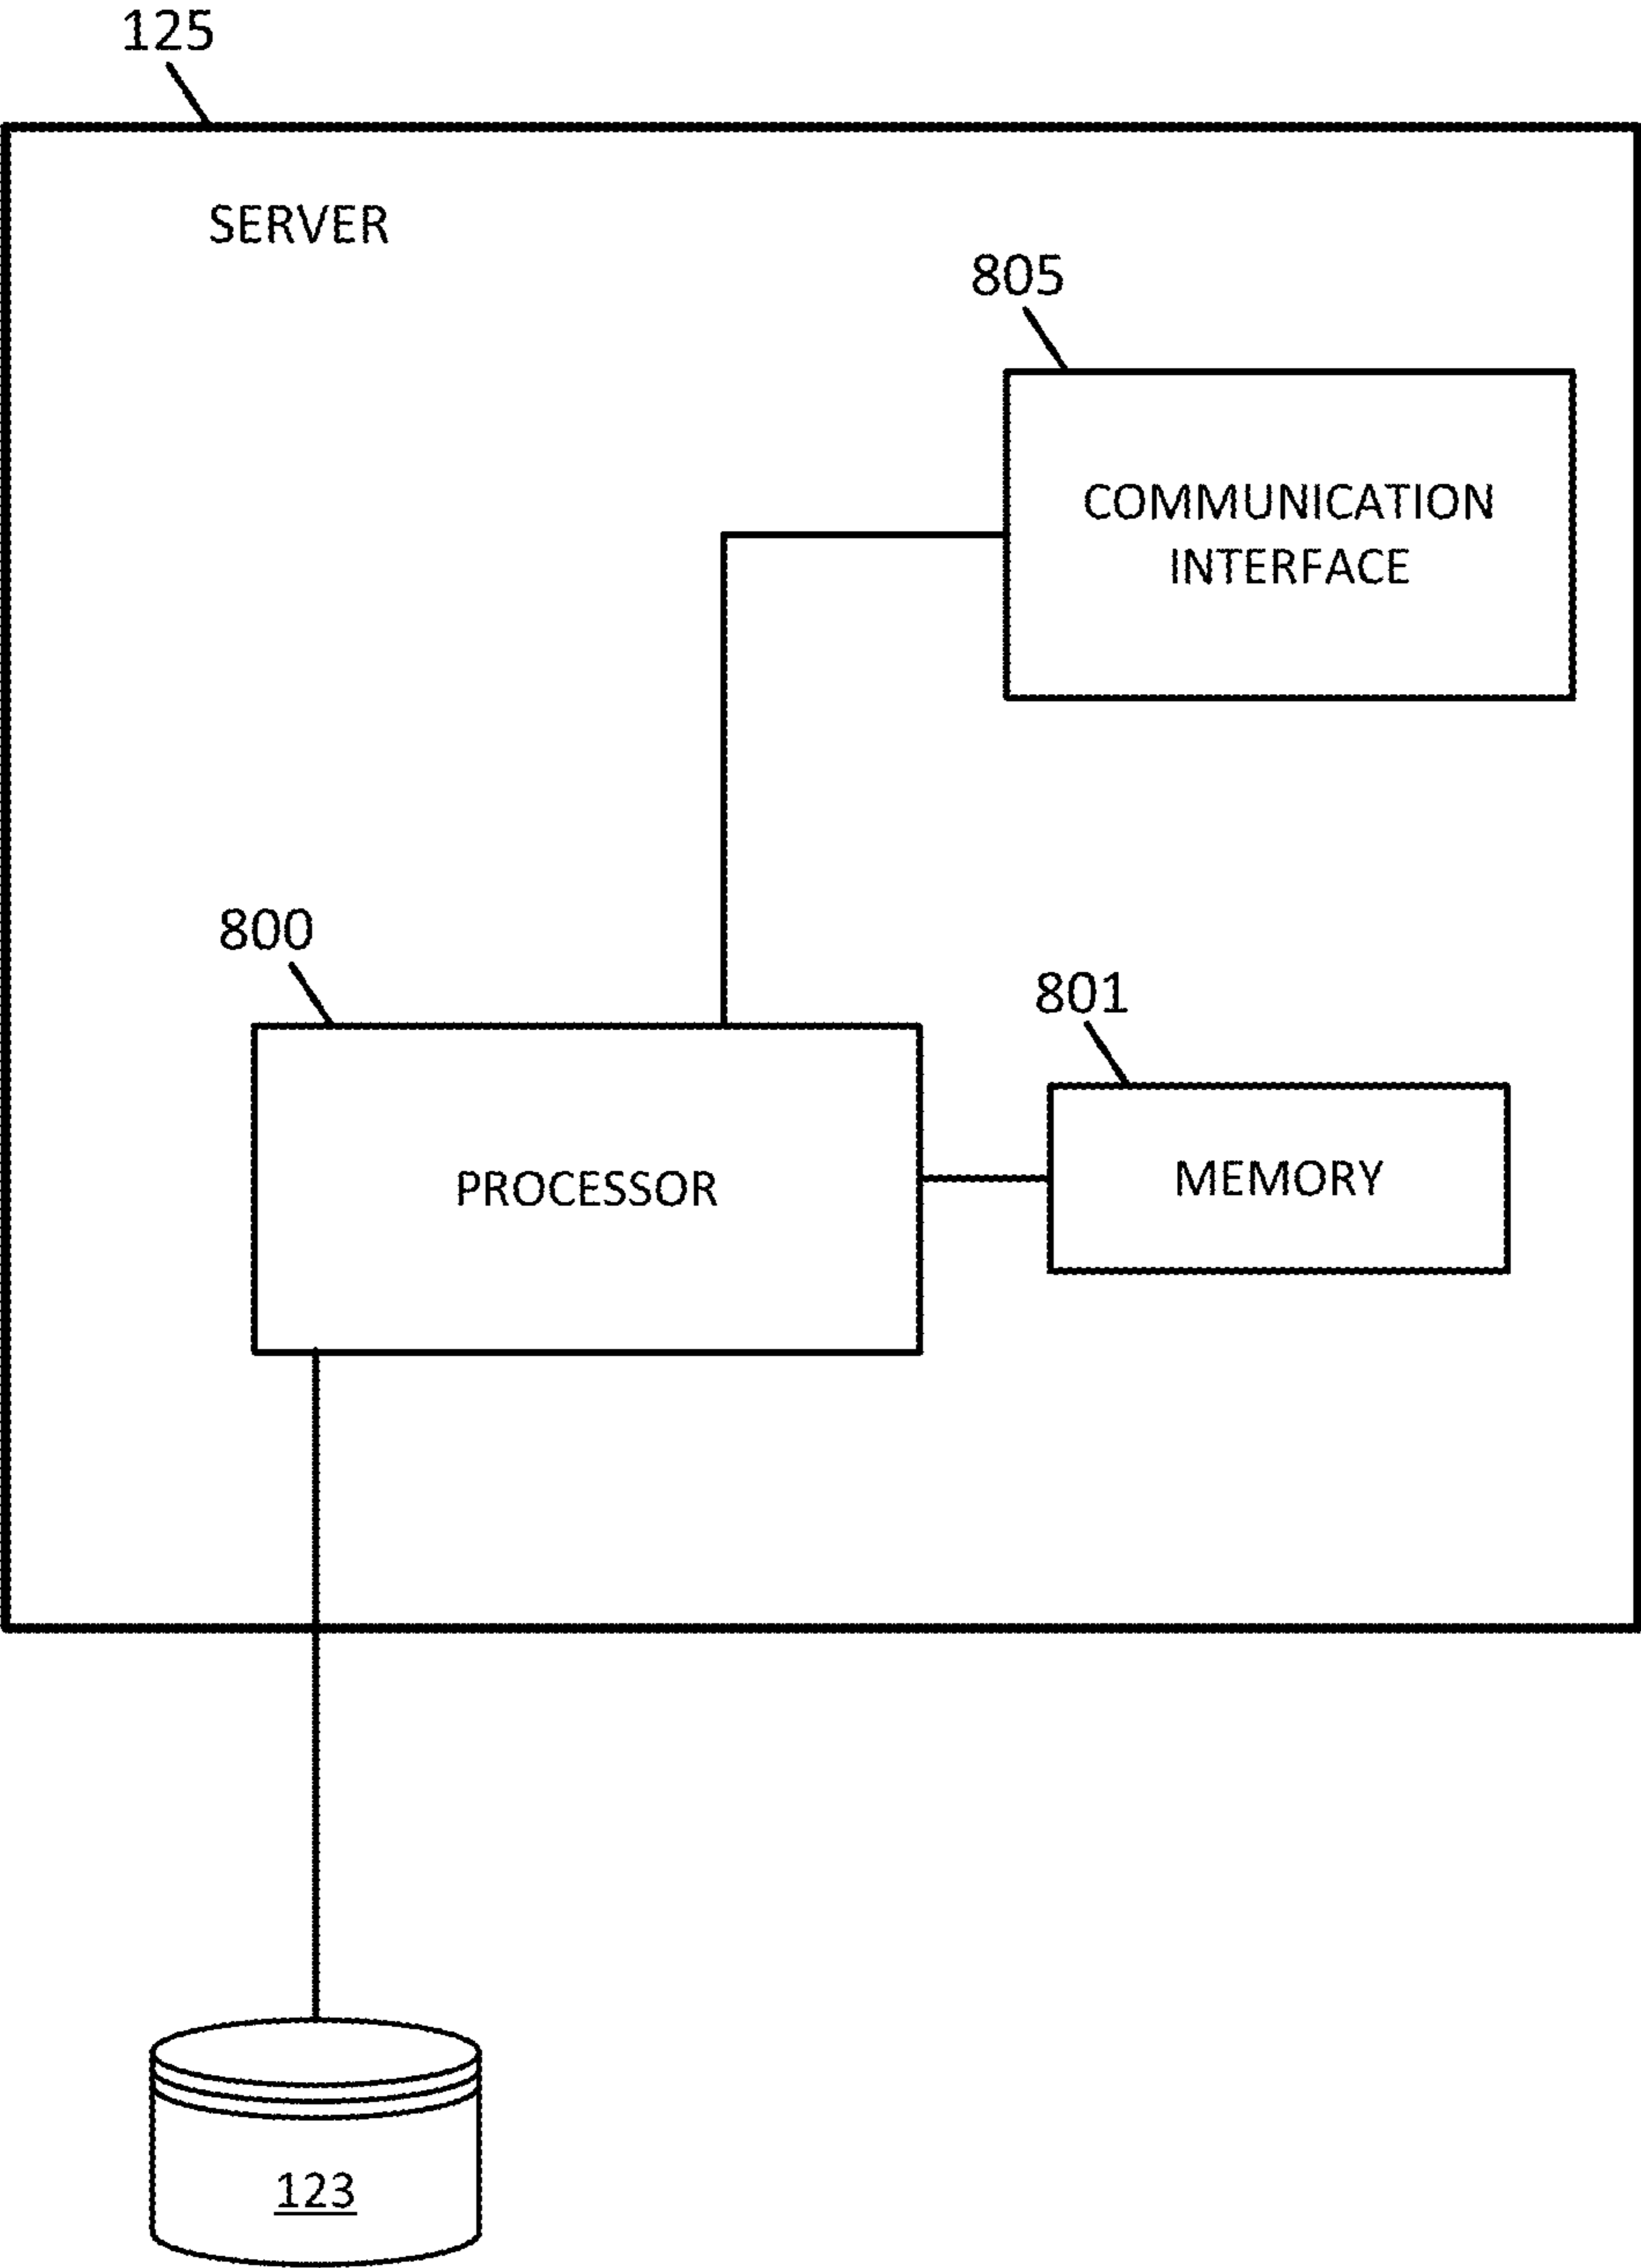 125
SERVER
805
COMMUNICATION
INTERFACE
800
801
PROCESSOR
MEMORY
123